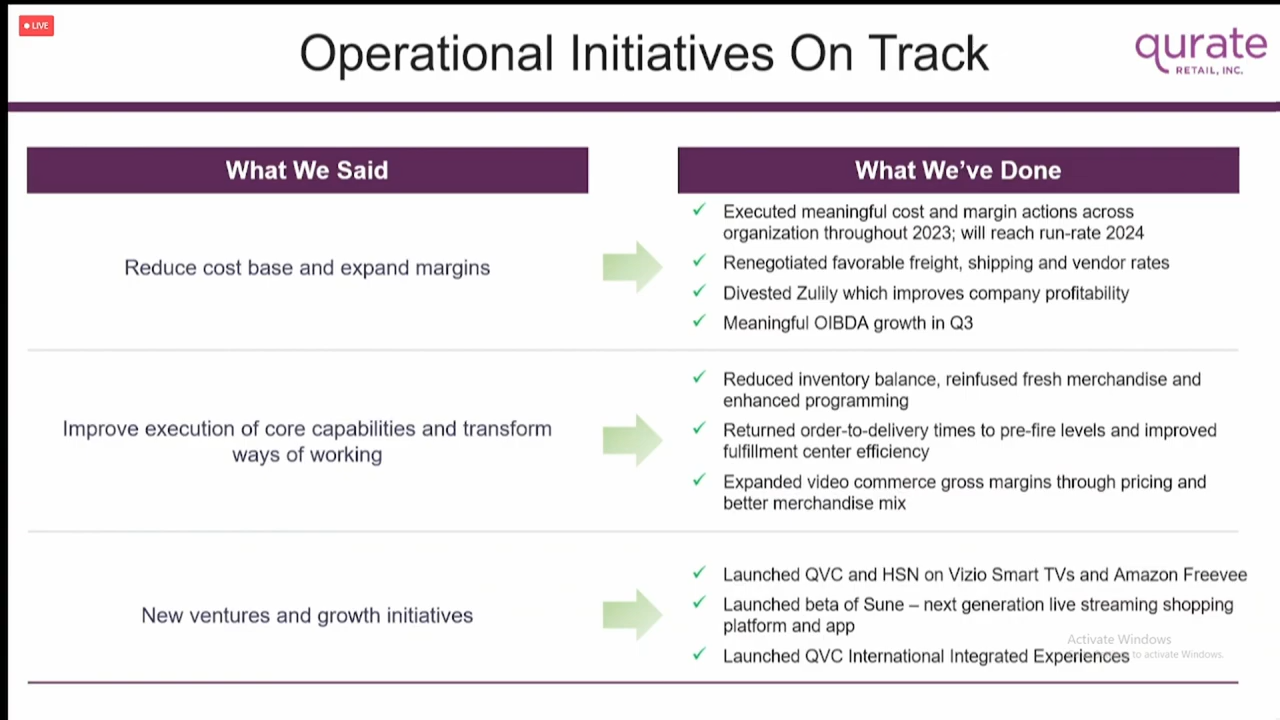 LIVE
Operational Initiatives On Track
qurate
RETAIL, INC.
What We Said
What We've Done
Reduce cost base and expand margins
Executed meaningful cost and margin actions across
organization throughout 2023; will reach run-rate 2024
Renegotiated favorable freight, shipping and vendor rates
Divested Zulily which improves company profitability
Meaningful OIBDA growth in Q3
Improve execution of core capabilities and transform
ways of working
Reduced inventory balance, reinfused fresh merchandise and
enhanced programming
Returned order-to-delivery times to pre-fire levels and improved
fulfillment center efficiency
Expanded video commerce gross margins through pricing and
better merchandise mix
New ventures and growth initiatives
Launched QVC and HSN on Vizio Smart TVs and Amazon Freevee
Launched beta of Sune – next generation live streaming shopping
platform and app
Launched QVC International Integrated Experiences
Activate Windows
to activate Windows.